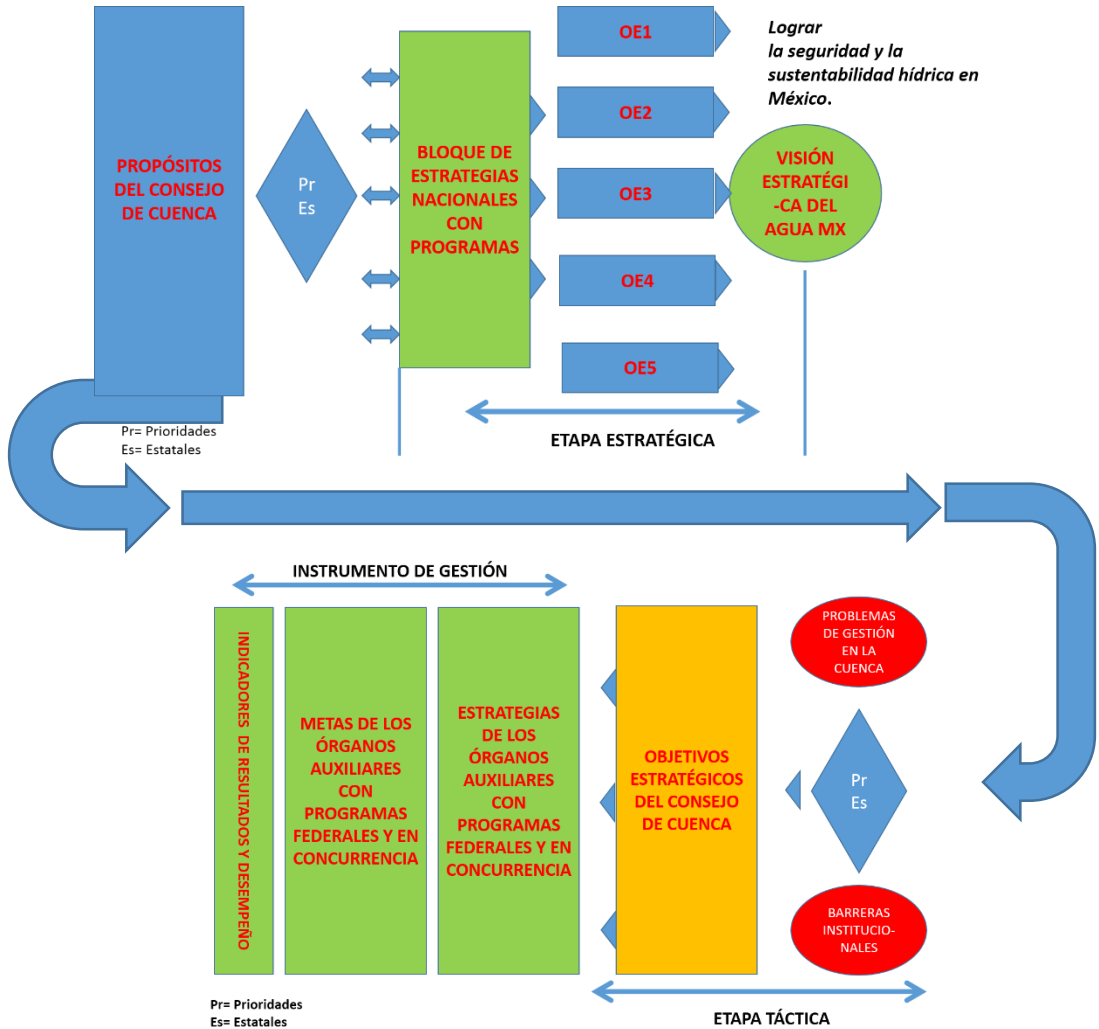 PROPÓSITOS
DEL CONSEJO
DE CUENCA
Pr
Es
BLOQUE DE
ESTRATEGIAS
NACIONALES
CON
PROGRAMAS
OE1
OE2
OE3
OE4
OE5
Lograr
la seguridad y la
sustentabilidad hídrica en
México.
VISIÓN
ESTRATÉGI
-CA DEL
AGUA MX
ETAPA ESTRATÉGICA
Pr= Prioridades
Es= Estatales
INSTRUMENTO DE GESTIÓN
INDICADORES DE RESULTADOS Y DESEMPEÑO
METAS DE LOS
ÓRGANOS
AUXILIARES
CON
PROGRAMAS
FEDERALES Y EN
CONCURRENCIA
ESTRATEGIAS
DE LOS
ÓRGANOS
AUXILIARES
CON
PROGRAMAS
FEDERALES Y EN
CONCURRENCIA
OBJETIVOS
ESTRATÉGICOS
DEL CONSEJO
DE CUENCA
PROBLEMAS
DE GESTIÓN
EN LA
CUENCA
Pr
Es
BARRERAS
INSTITUCIO-
NALES
ETAPA TÁCTICA
Pr= Prioridades
Es= Estatales